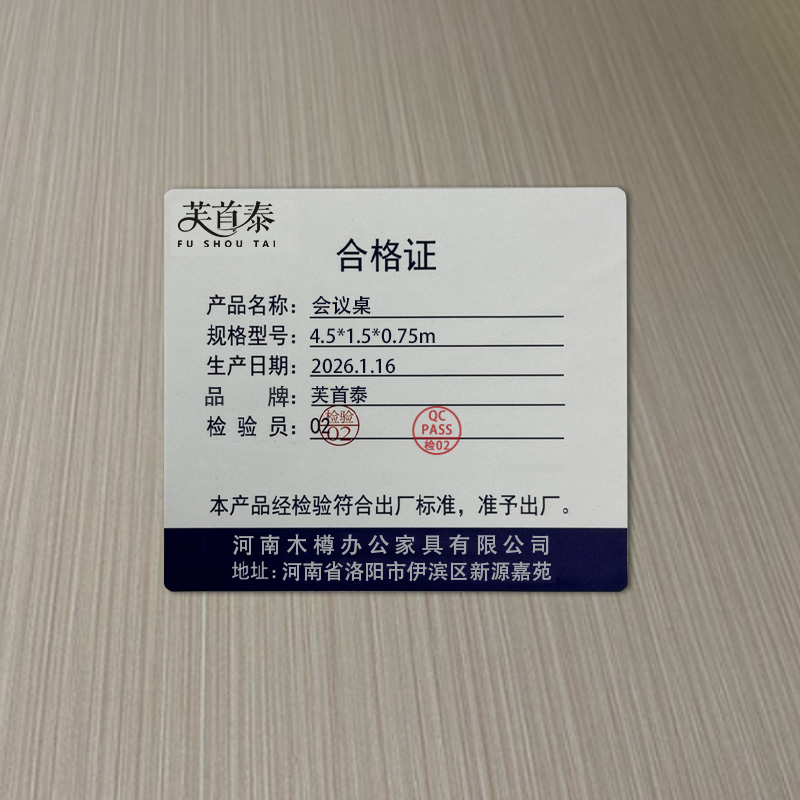 芙首泰
FU SHOU TAI
合格证
产品名称：会议桌
规格型号：4.5*1.5*0.75m
生产日期：2026.1.16
品 牌：芙首泰
检 验 员：02
检验
02
QC
PASS
检02
本产品经检验符合出厂标准，准予出厂。
河南木樽办公家具有限公司
地址:河南省洛阳市伊滨区新源嘉苑